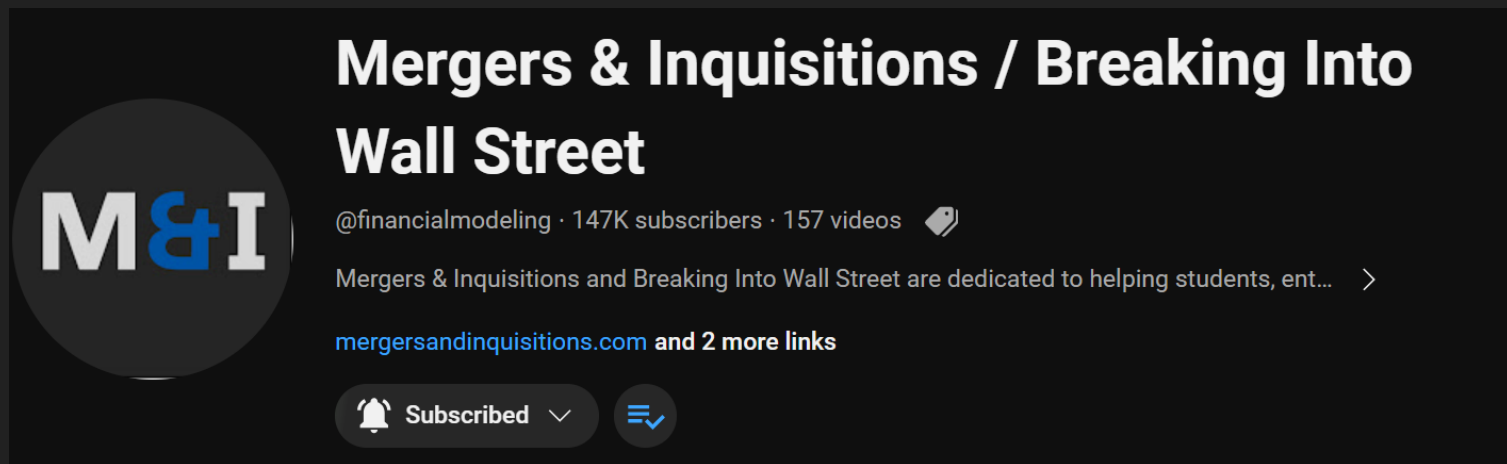 M&I
Mergers & Inquisitions / Breaking Into
Wall Street
@financialmodeling · 147K subscribers · 157 videos
Mergers & Inquisitions and Breaking Into Wall Street are dedicated to helping students, ent...
mergersandinquisitions.com and 2 more links
Subscribed